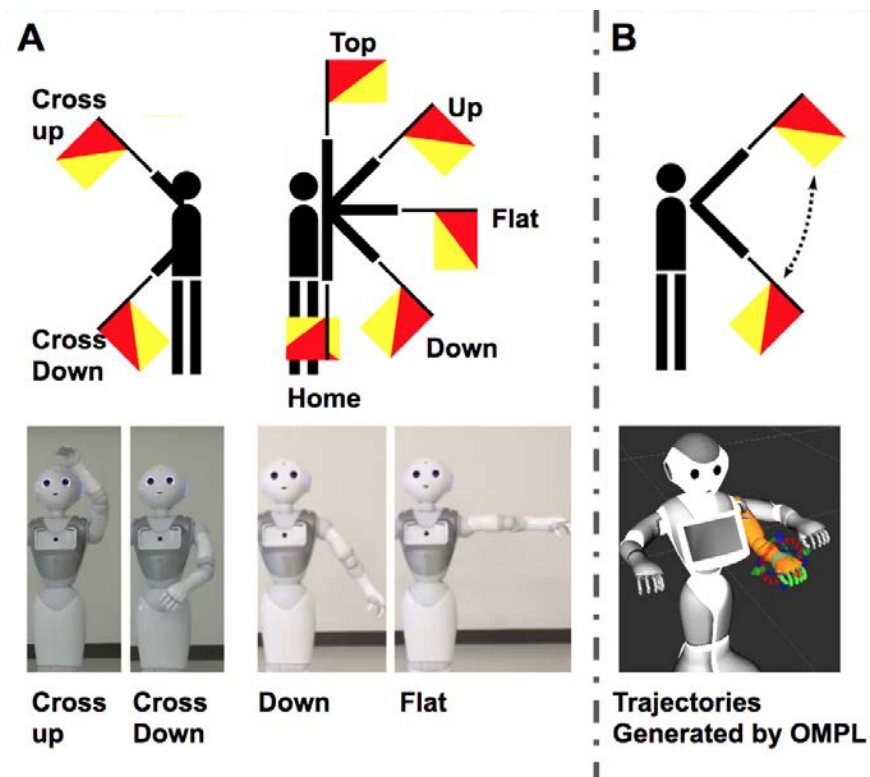 A
B
Top
Cross
up
Up
Flat
Cross
Down
Down
Home
Cross
up
Cross
Down
Down
Flat
Trajectories
Generated by OMPL